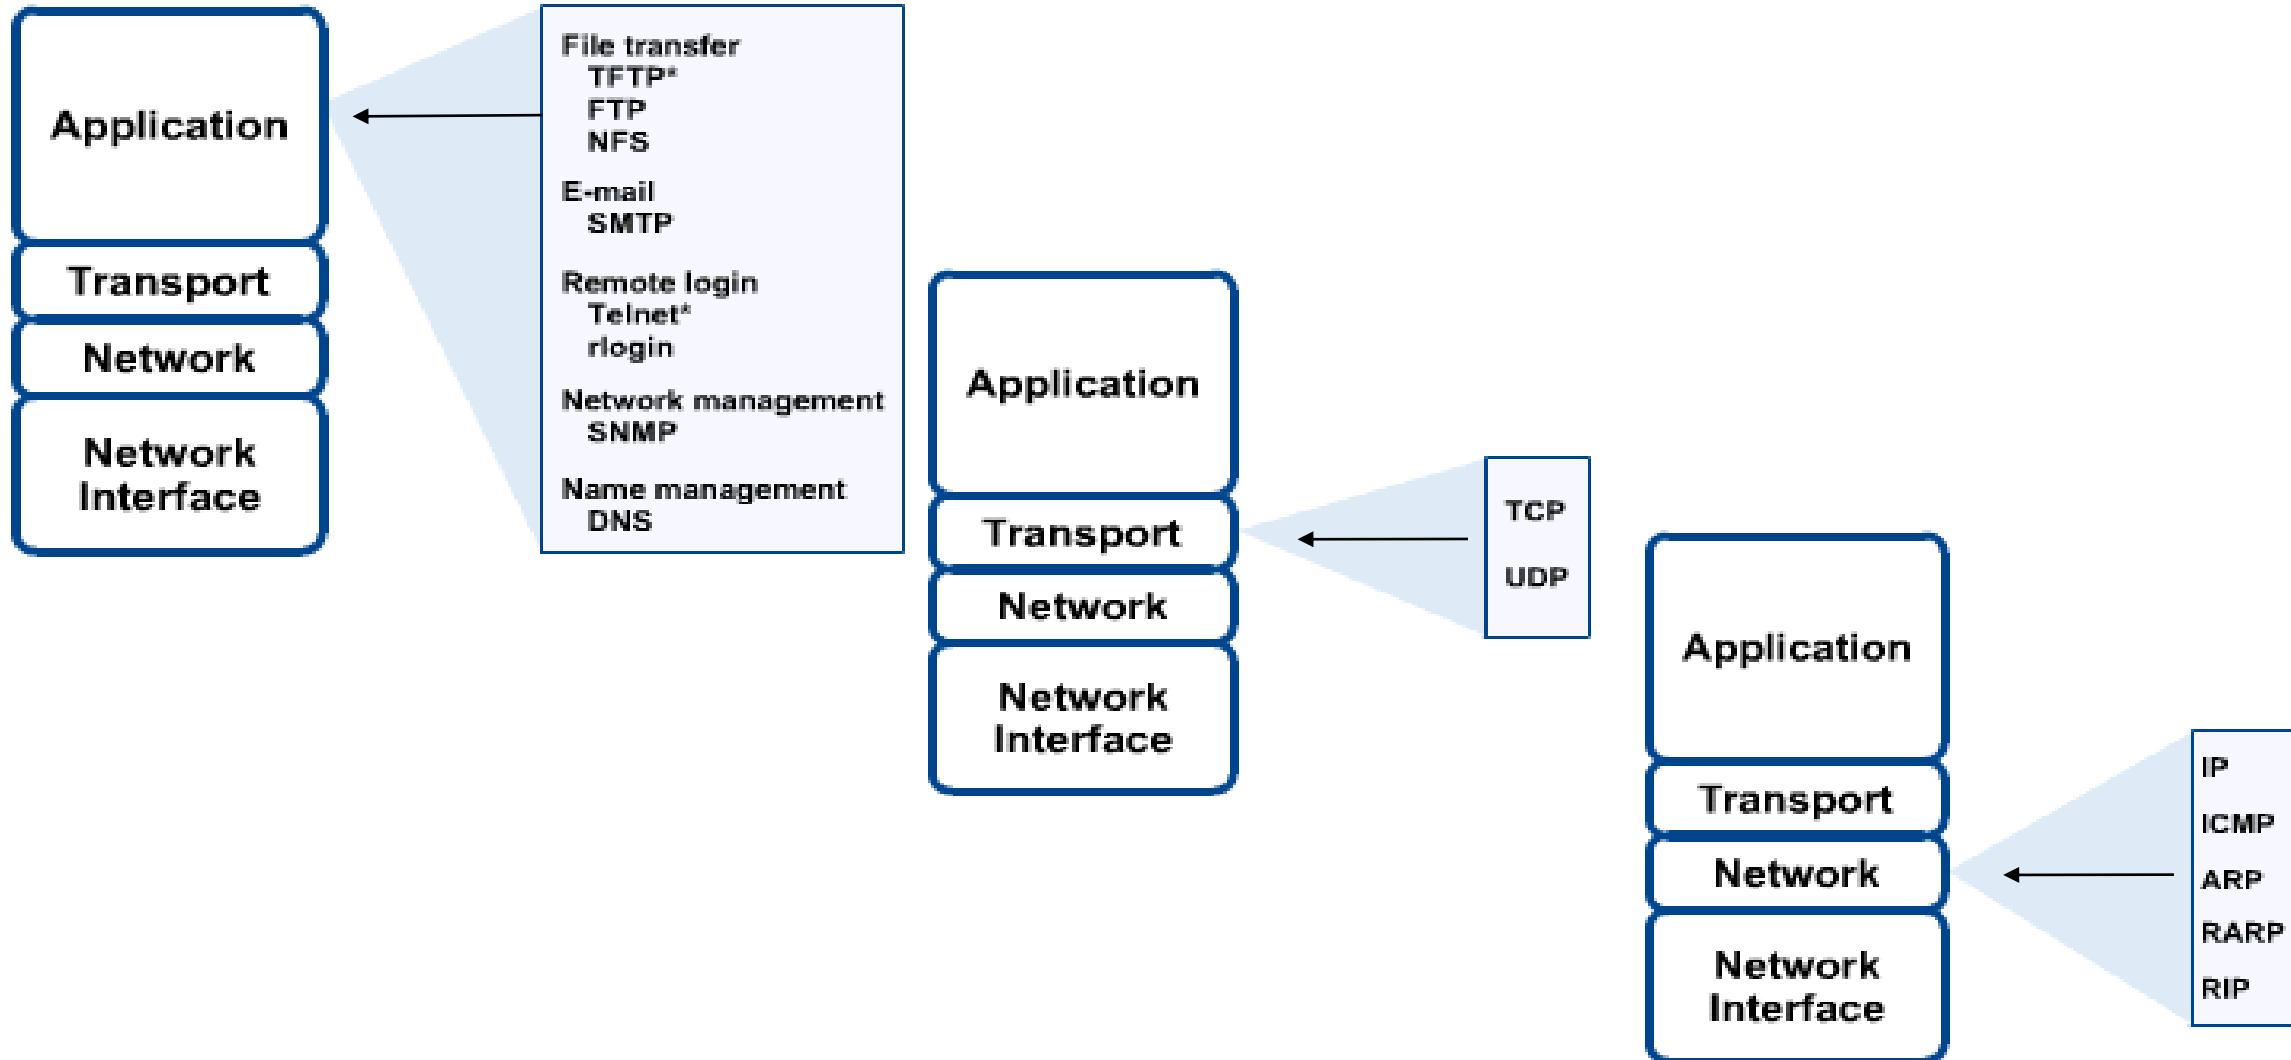 Application
Transport
Network
Network
Interface
File transfer
TFTP*
FTP
NFS
E-mail
SMTP
Remote login
Telnet*
rlogin
Network management
SNMP
Name management
DNS
Application
Transport
Network
Network
Interface
TCP
UDP
Application
Transport
Network
Network
Interface
IP
ICMP
ARP
RARP
RIP